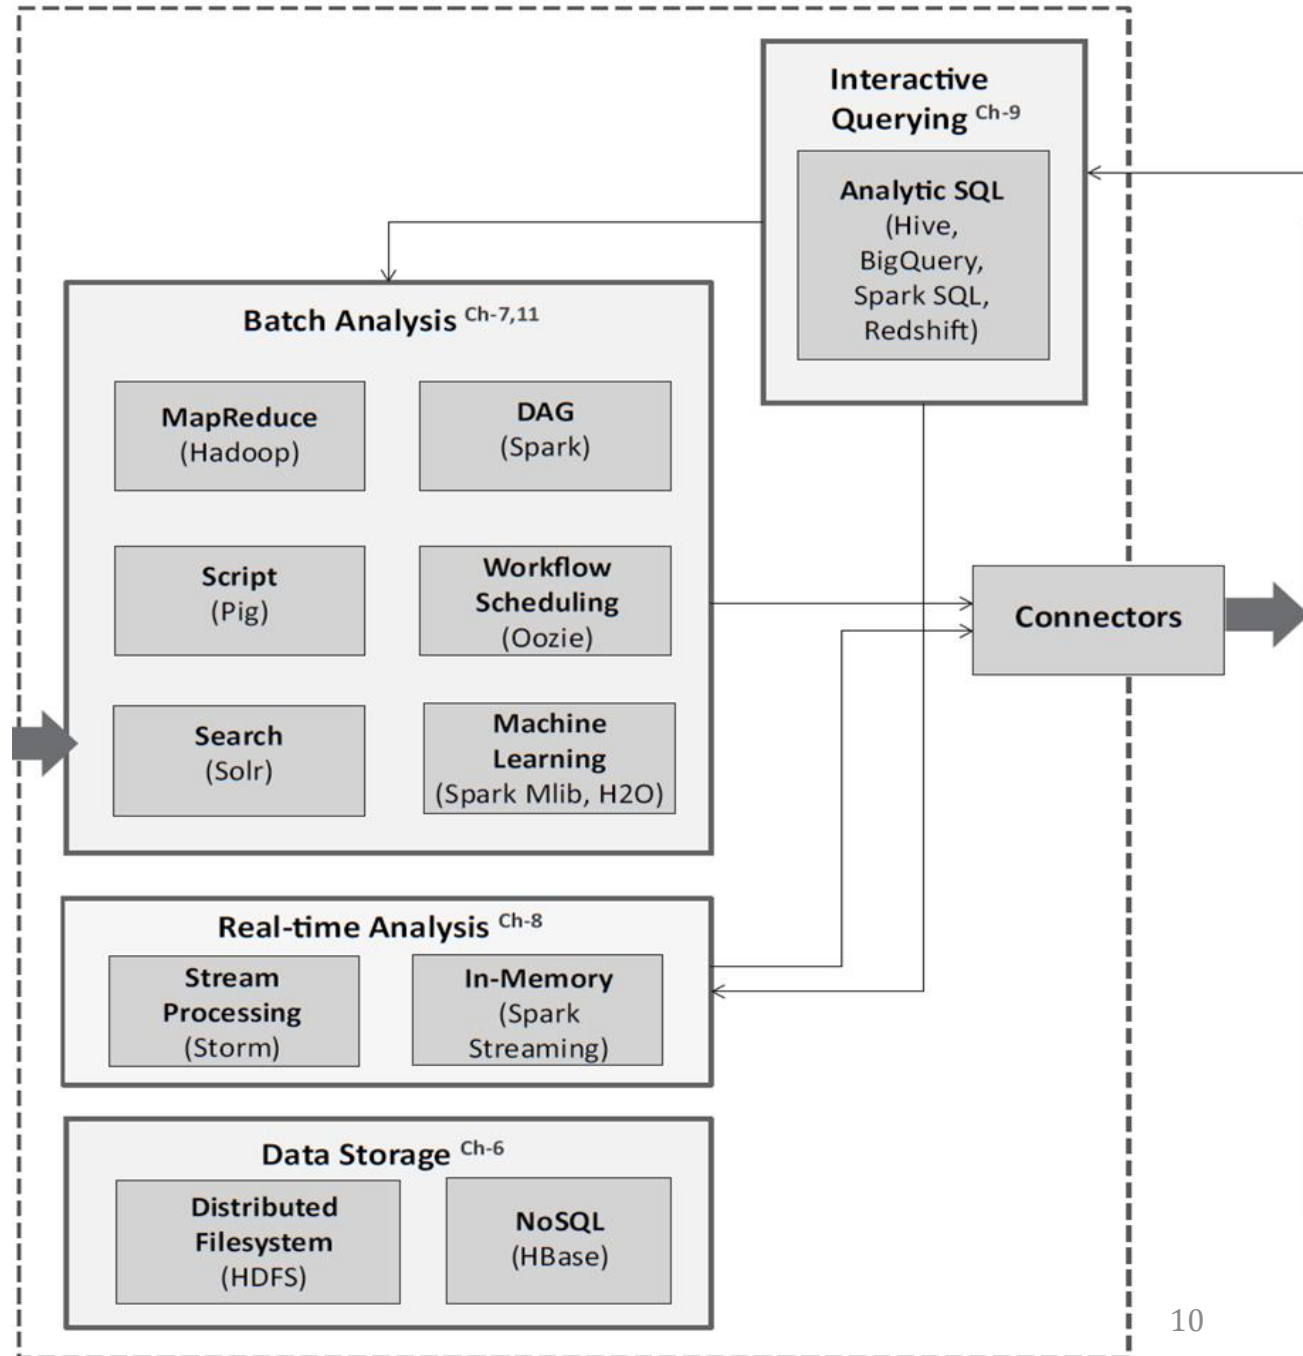 Interactive
Querying Ch-9
Analytic SQL
(Hive,
BigQuery,
Spark SQL,
Redshift)
Batch Analysis Ch-7,11
MapReduce
(Hadoop)
DAG
(Spark)
Script
(Pig)
Workflow
Scheduling
(Oozie)
Search
(Solr)
Machine
Learning
(Spark Mlib, H2O)
Connectors
Real-time Analysis Ch-8
Stream
Processing
(Storm)
In-Memory
(Spark
Streaming)
Data Storage Ch-6
Distributed
Filesystem
(HDFS)
NoSQL
(HBase)
10